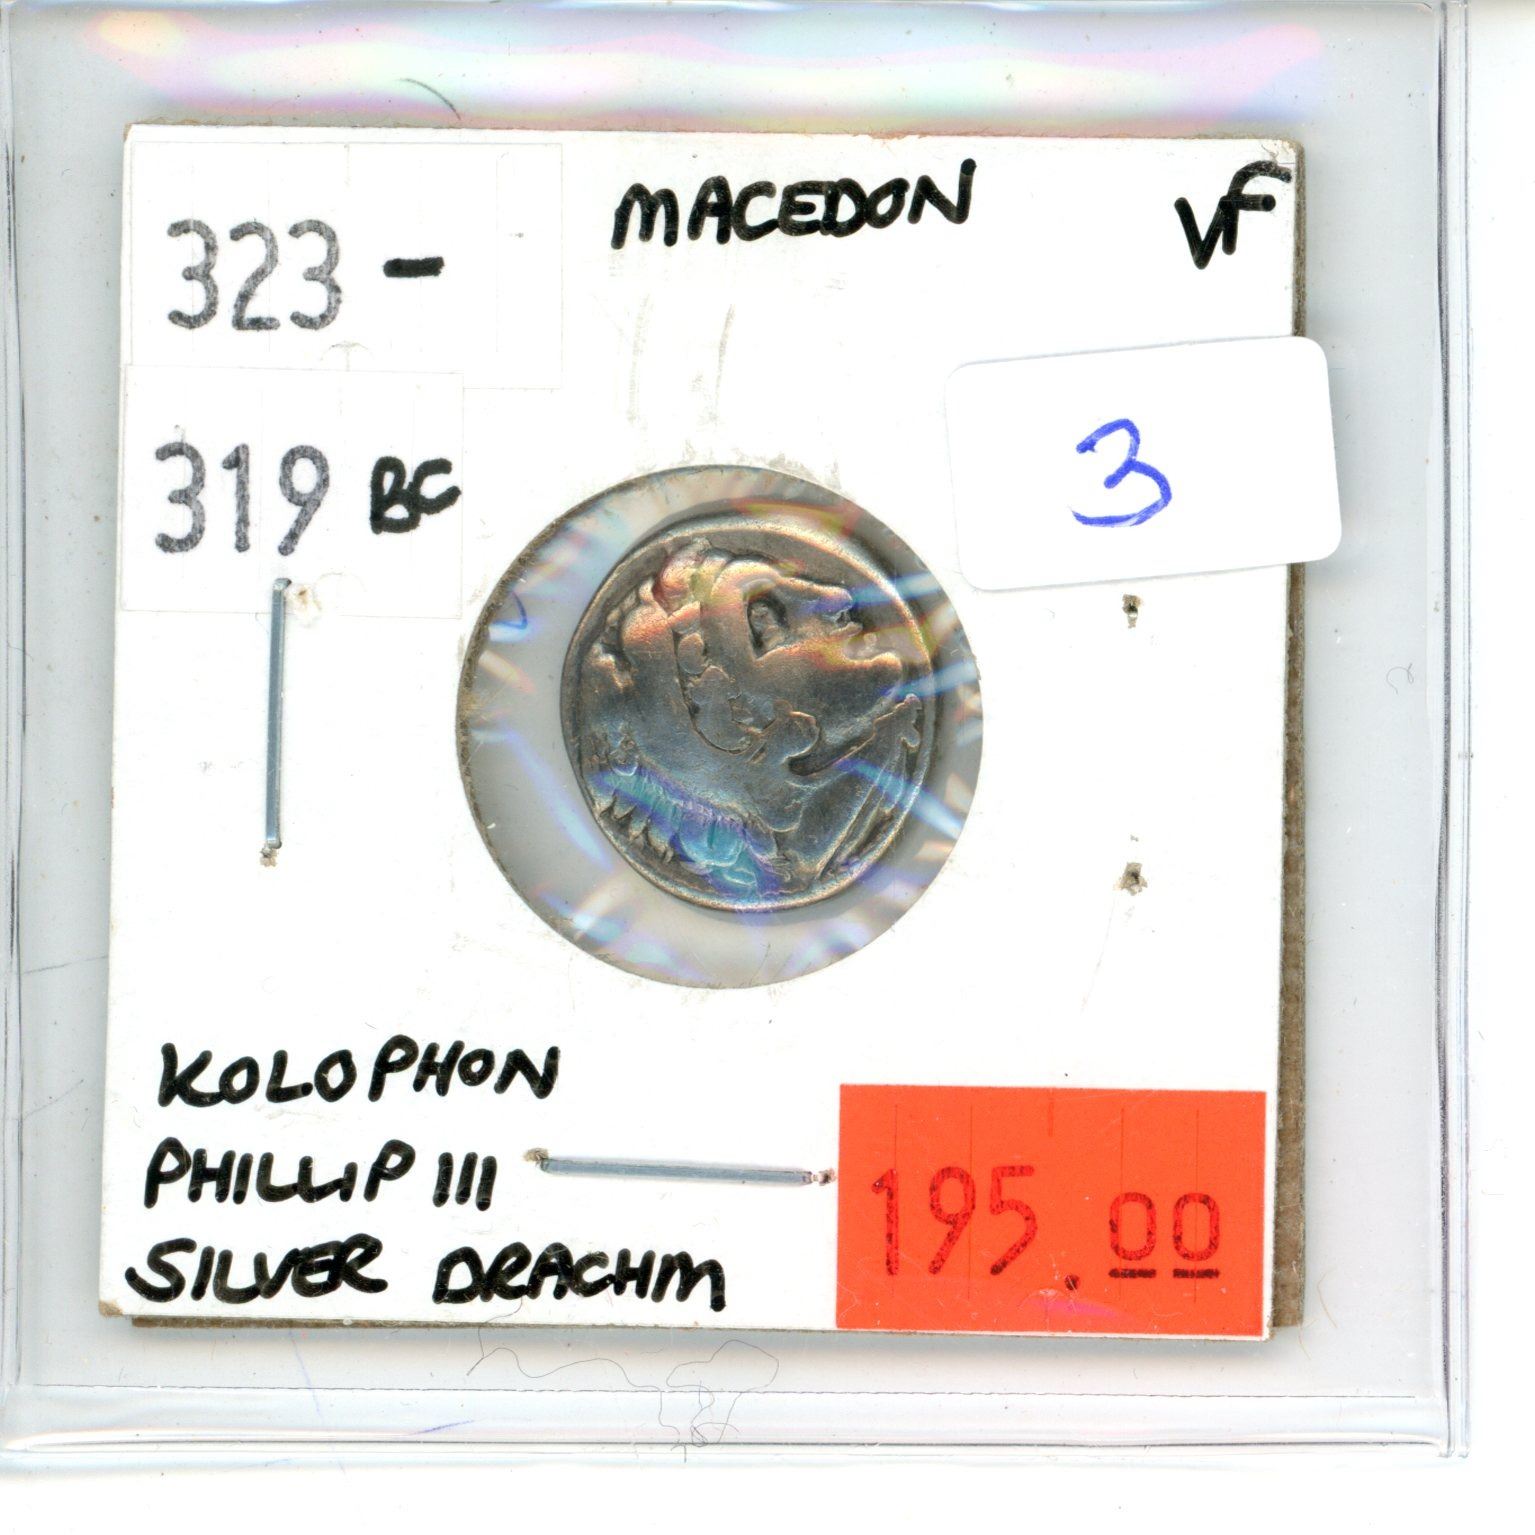 323-
MACEDON
VF
319 BC
3
KOLOPHON
PHILLIP III
SILVER DRACHM
195.00